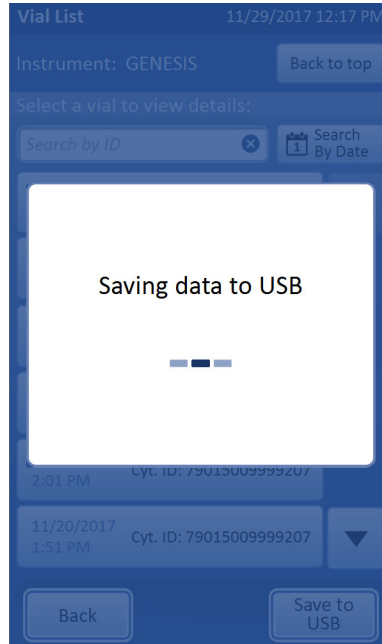 Vial List 11/29/2017 12:17 PM
Instrument: GENESIS Back to top
Select a vial to view details:
Search by ID 1 Search
By Date
Saving data to USB
2:01 PM Cyt. ID: 79015009999207
11/20/2017
1:51 PM Cyt. ID: 79015009999207
Back Save to
USB